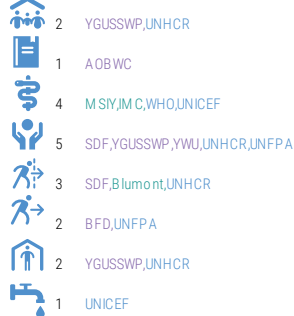 2 YGUSSWP,UNHCR
1 AOBWC
4 MSIY,IMC,WHO,UNICEF
5 SDF,YGUSSWP,YWU,UNHCR,UNFPA
3 SDF,Blumont,UNHCR
2 BFD,UNFPA
2 YGUSSWP,UNHCR
1 UNICEF